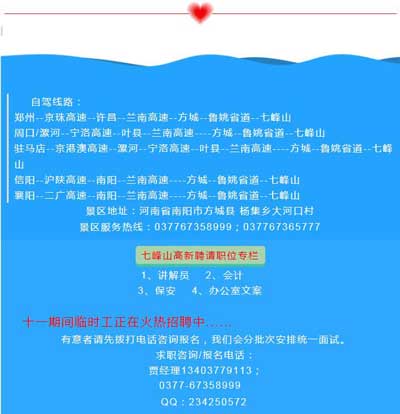 自驾线路：
郑州--京珠高速--许昌--兰南高速--方城--鲁姚省道--七峰山
周口/漯河--宁洛高速--叶县--兰南高速----方城--鲁姚省道--七峰山
驻马店--京港澳高速--漯河--宁洛高速--叶县--兰南高速----方城--鲁姚省道--七峰
山
信阳--沪陕高速--南阳--兰南高速----方城--鲁姚省道--七峰山
襄阳--二广高速--南阳--兰南高速----方城--鲁姚省道--七峰山
景区地址：河南省南阳市方城县 杨集乡大河口村
景区服务热线：037767358999；037767365777
七峰山高新聘请职位专栏
1、讲解员 2、会计
3、保安 4、办公室文案
十一期间临时工正在火热招聘中……
有意者请先拨打电话咨询报名，我们会分批次安排统一面试。
求职咨询/报名电话：
贾经理13403779113；
0377-67358999
QQ：234250572